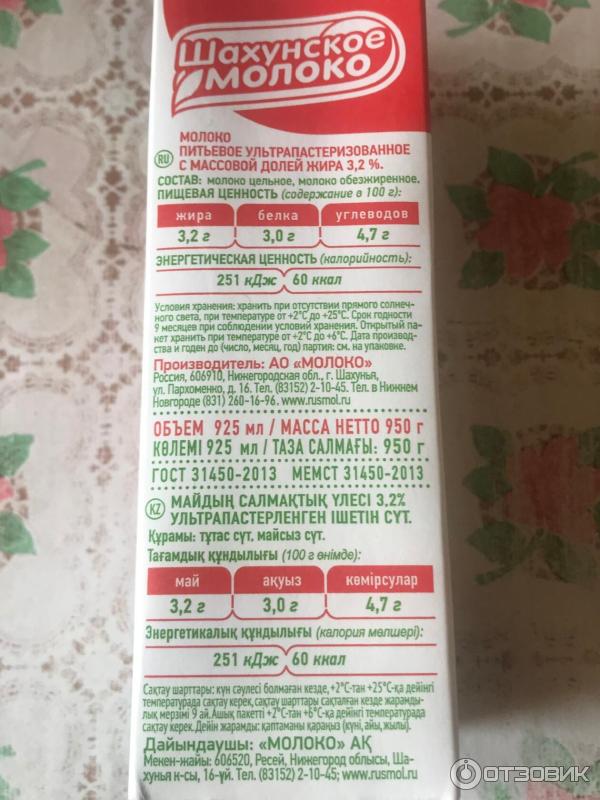 Шахунское
МОЛОКО
МОЛОКО
RU ПИТЬЕВОЕ УЛЬТРАПАСТЕРИЗОВАННОЕ
С МАССОВОЙ ДОЛЕЙ ЖИРА 3,2 %.
СОСТАВ: молоко цельное, молоко обезжиренное.
ПИЩЕВАЯ ЦЕННОСТЬ (содержание в 100 г):
жира белка углеводов
3,2 г 3,0 г 4,7 г
ЭНЕРГЕТИЧЕСКАЯ ЦЕННОСТЬ (калорийность):
251 кДж 60 ккал
Условия хранения: хранить при отсутствии прямого солнеч-
ного света, при температуре от +2°С до +25°С. Срок годности
9 месяцев при соблюдении условий хранения. Открытый па-
кет хранить при температуре от +2°С до +6°С. Дата производст-
ва и годен до (число, месяц, год) партия: см. на упаковке.
Производитель: АО «МОЛОКО»
Россия, 606910, Нижегородская обл., г. Шахунья,
ул. Пархоменко, д. 16. Тел. (83152) 2-10-45. Тел. в Нижнем
Новгороде (831) 260-16-96. www.rusmol.ru
ОБЪЕМ 925 мл / МАССА НЕТТО 950 г
КӨЛЕМІ 925 мл / ТАЗА САЛМАҒЫ: 950 г
ГОСТ 31450-2013 МЕМСТ 31450-2013
KZ МАЙДЫҢ САЛМАҚТЫҚ ҮЛЕСІ 3,2%
УЛЬТРАПАСТЕРЛЕНГЕН ІШЕТІН СҮТ.
Құрамы: тұтас сүт, майсыз сүт.
Тағамдық құндылығы (100 г өнімде):
май ақуыз көмірсулар
3,2 г 3,0 г 4,7 г
Энергетикалық құндылығы (калория мөлшері):
251 кДж 60 ккал
Сақтау шарттары: күн сәулесі болмаған кезде, +2°С-тан +25°С-қа дейінгі
температурада сақтау керек, сақтау шарттары сақталған кезде жарамды-
лық мерзімі 9 ай. Ашық пакетті +2°С-тан +6°С-қа дейінгі температурада
сақтау керек. Дейін жарамды: қаптаманы қараңыз (күні, айы, жылы).
Дайындаушы: «МОЛОКО» АҚ
Мекен-жайы: 606520, Ресей, Нижегород облысы, Ша-
хунья к-сы, 16-үй. Тел. (83152) 2-10-45; www.rusmol.ru
ОТЗОВИК